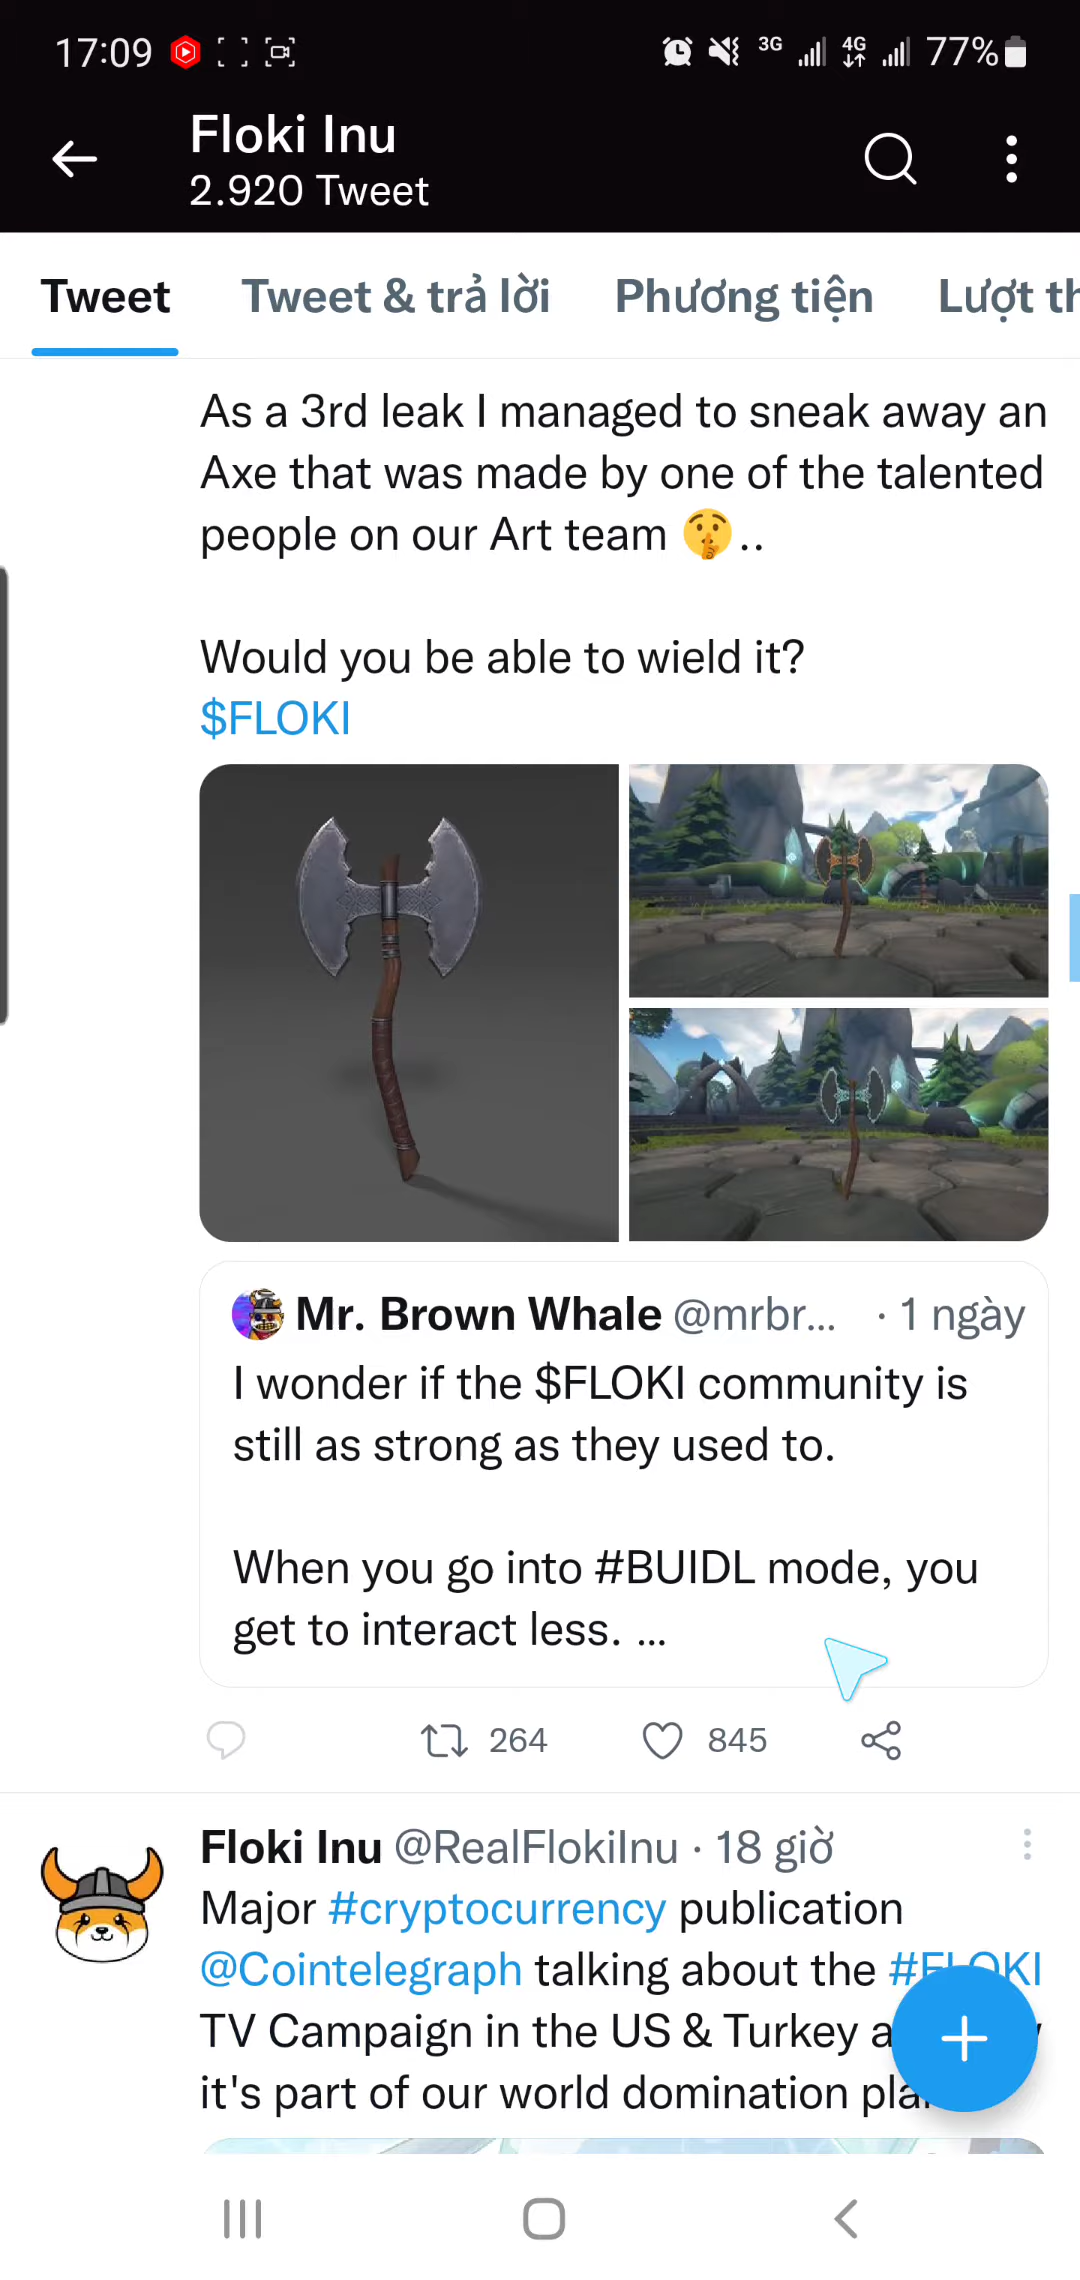 17:09
3G 4G 77%
Floki Inu
2.920 Tweet
Tweet Tweet & trả lời Phương tiện Lượt th
As a 3rd leak I managed to sneak away an
Axe that was made by one of the talented
people on our Art team 🤫..
Would you be able to wield it?
$FLOKI
Mr. Brown Whale @mrbr... · 1 ngày
I wonder if the $FLOKI community is
still as strong as they used to.
When you go into #BUIDL mode, you
get to interact less. ...
264 845
Floki Inu @RealFlokiInu · 18 giờ
Major #cryptocurrency publication
@Cointelegraph talking about the #FLOKI
TV Campaign in the US & Turkey
it's part of our world domination